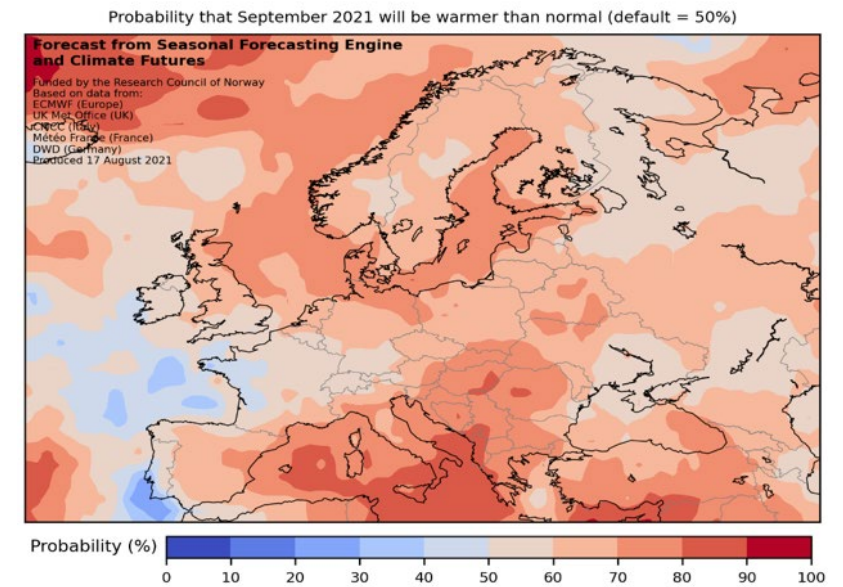 Probability that September 2021 will be warmer than normal (default = 50%)
Forecast from Seasonal Forecasting Engine
and Climate Futures
Funded by the Research Council of Norway
Based on data from:
ECMWF (Europe)
UK Met Office (UK)
CMCC (Italy)
Météo France (France)
DWD (Germany)
Produced 17 August 2021
Probability (%)
0 10 20 30 40 50 60 70 80 90 100